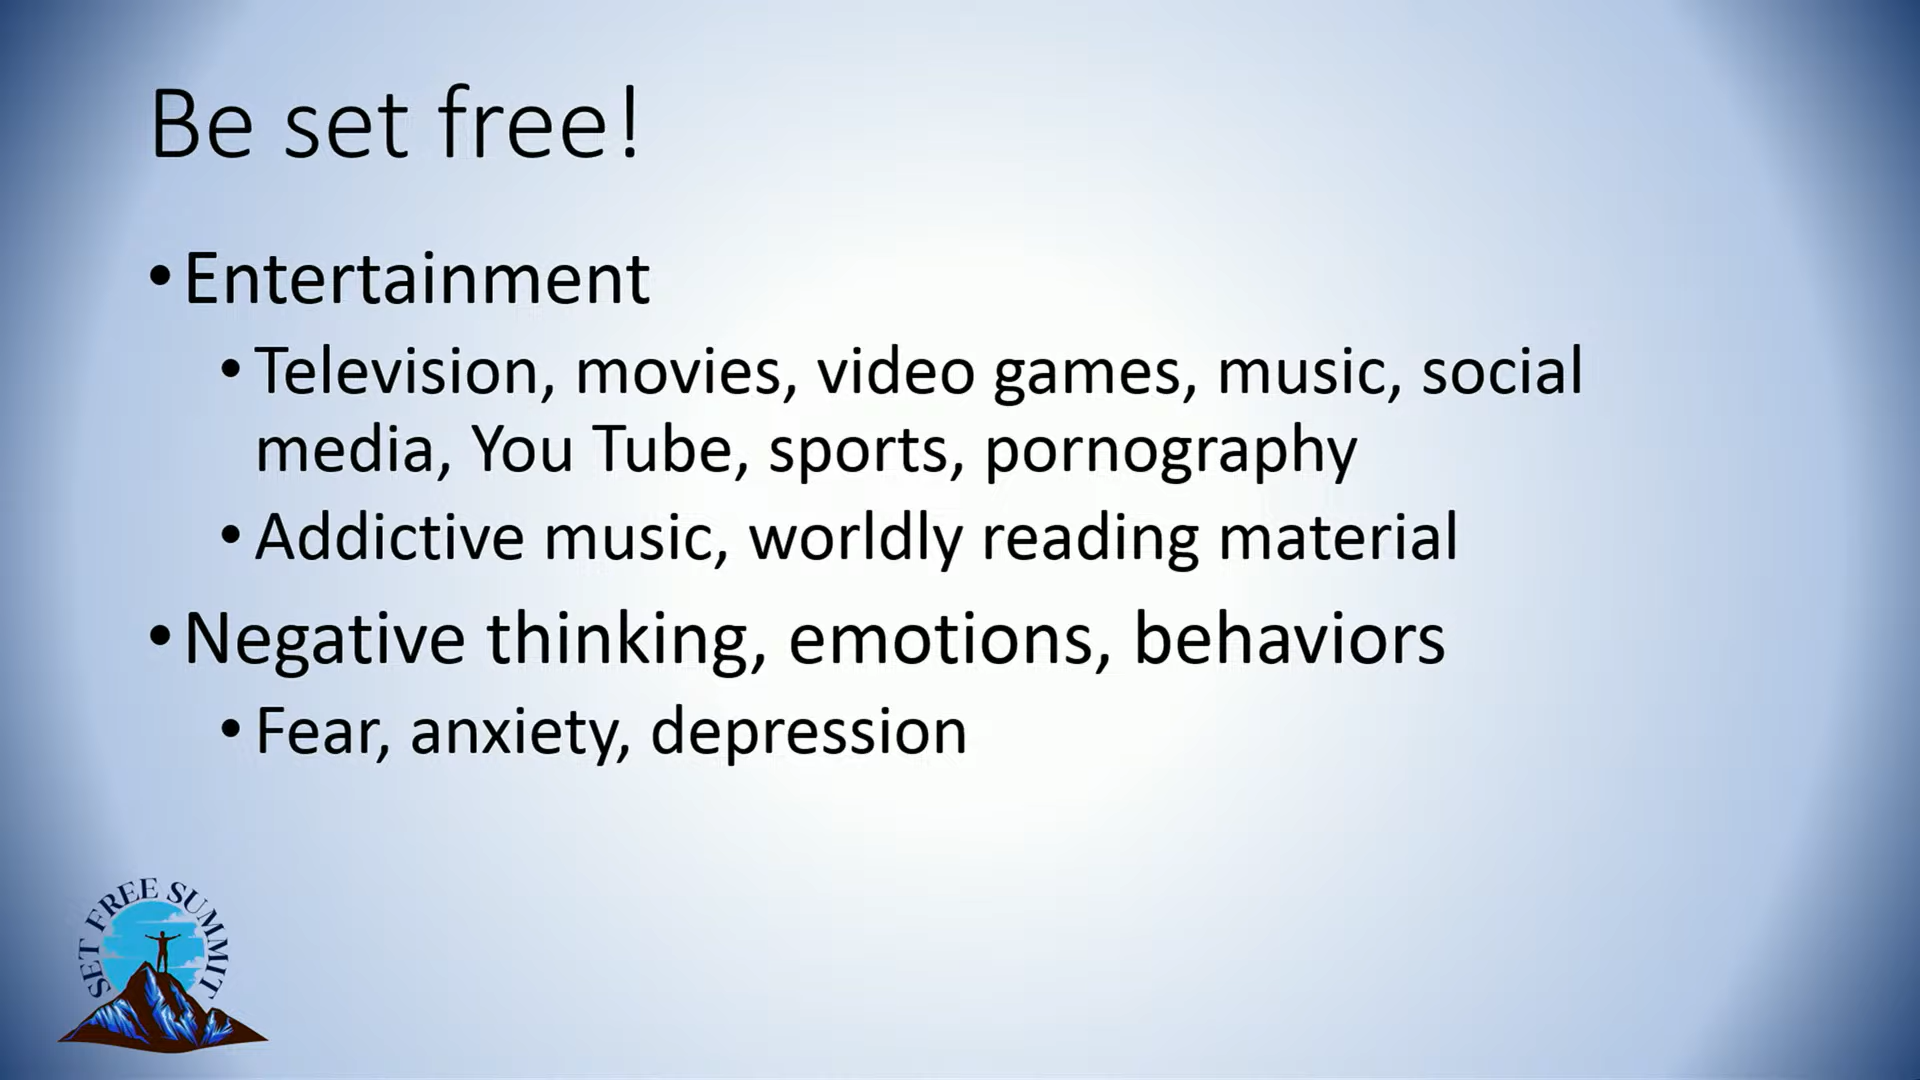 Be set free!
• Entertainment
• Television, movies, video games, music, social
media, You Tube, sports, pornography
• Addictive music, worldly reading material
• Negative thinking, emotions, behaviors
• Fear, anxiety, depression
SET FREE SUMMIT